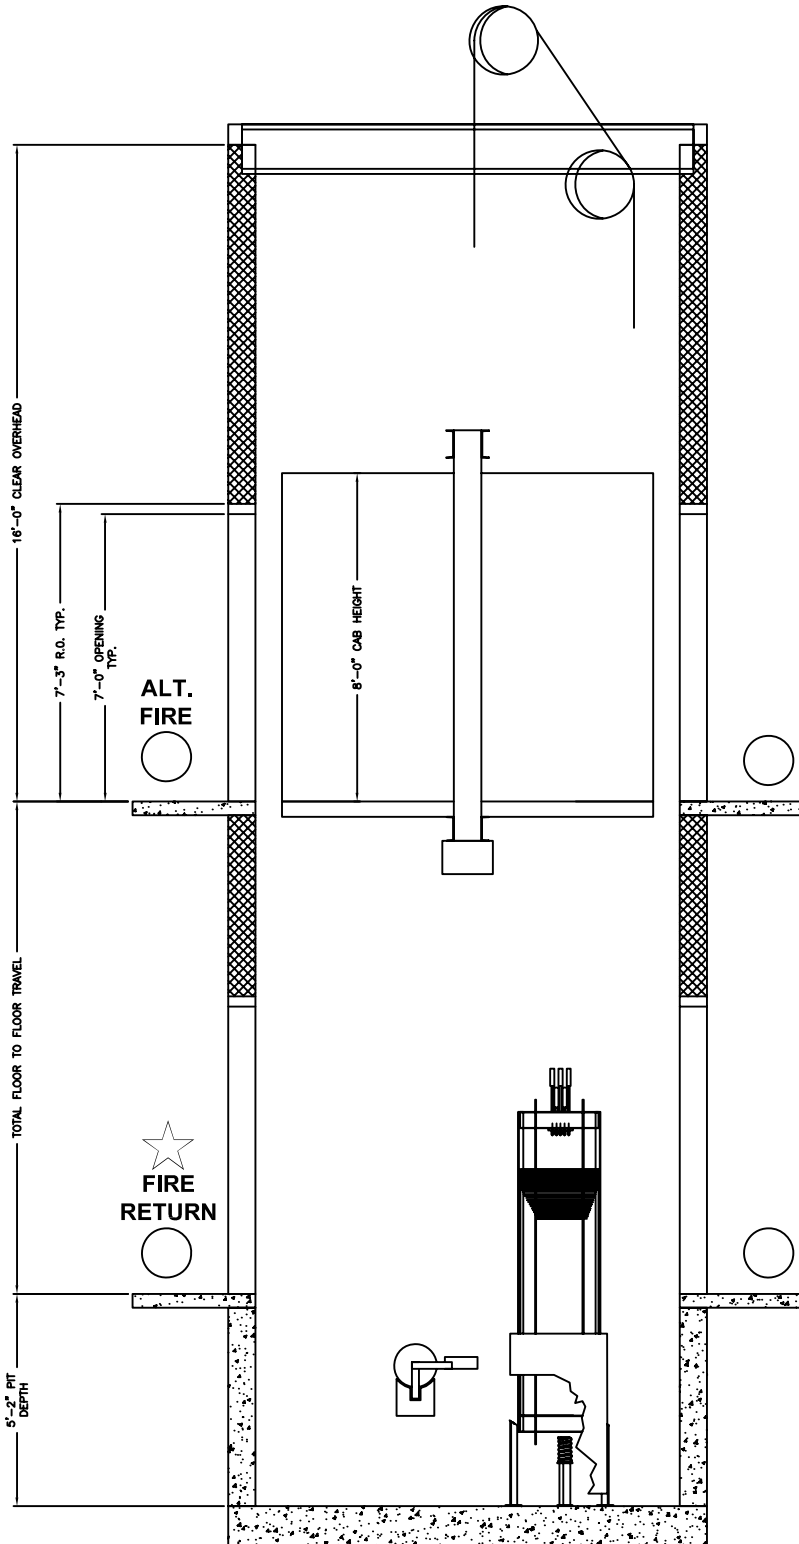 16'-0" CLEAR OVERHEAD
7'-3" R.O. TYP.
7'-0" OPENING
TYP.
8'-0" CAB HEIGHT
ALT.
FIRE
TOTAL FLOOR TO FLOOR TRAVEL
FIRE
RETURN
5'-2" PIT
DEPTH